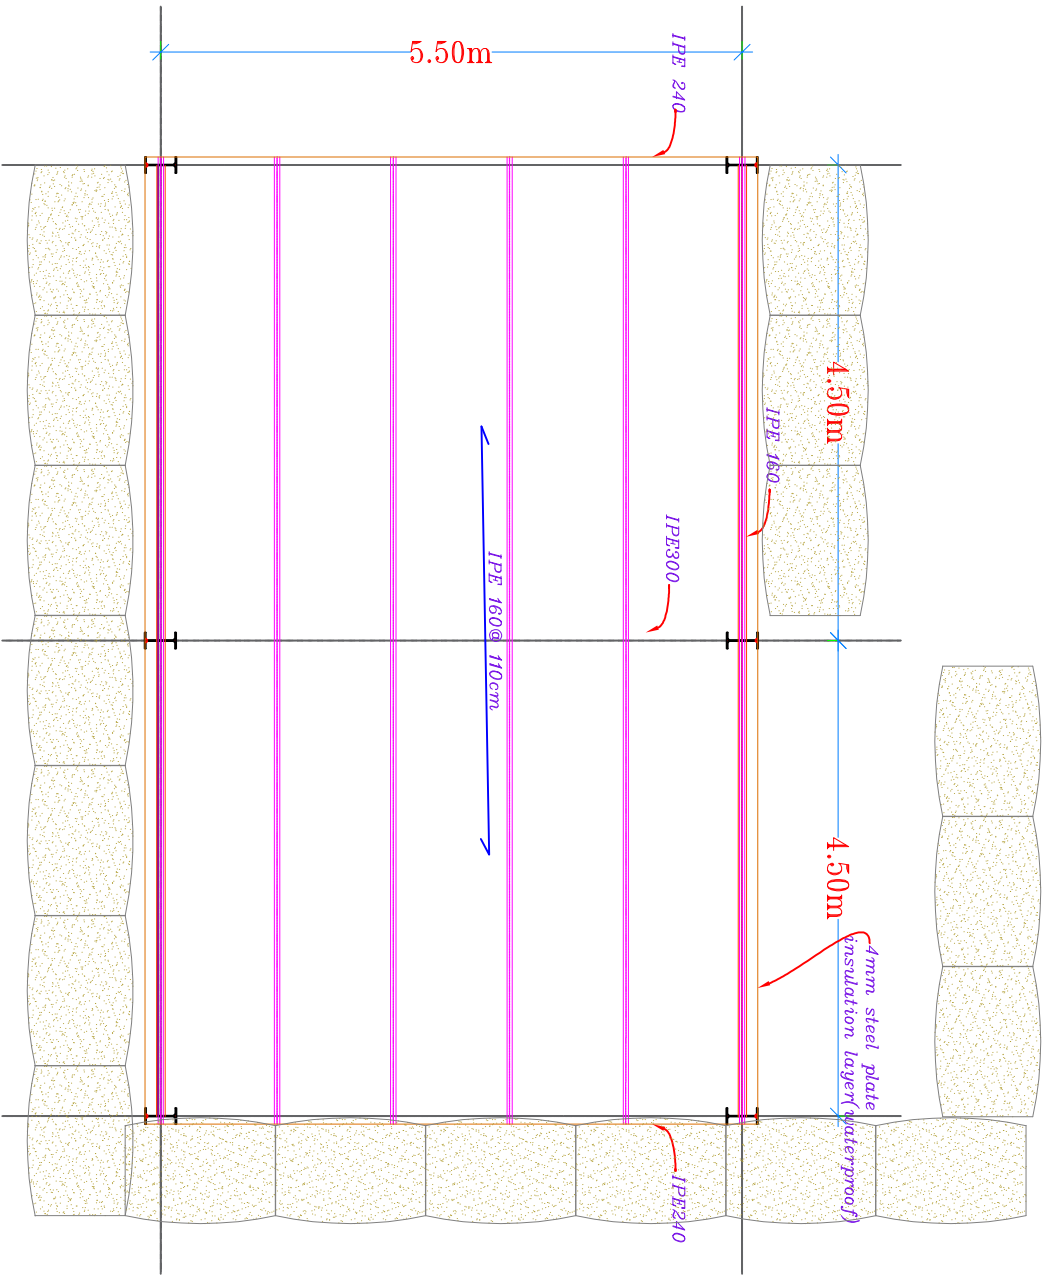 5.50m
IPE 240
4.50m
IPE 160
IPE300
IPE 160@ 110cm
4.50m
4mm steel plate
insulation layer(waterproof)
IPE240